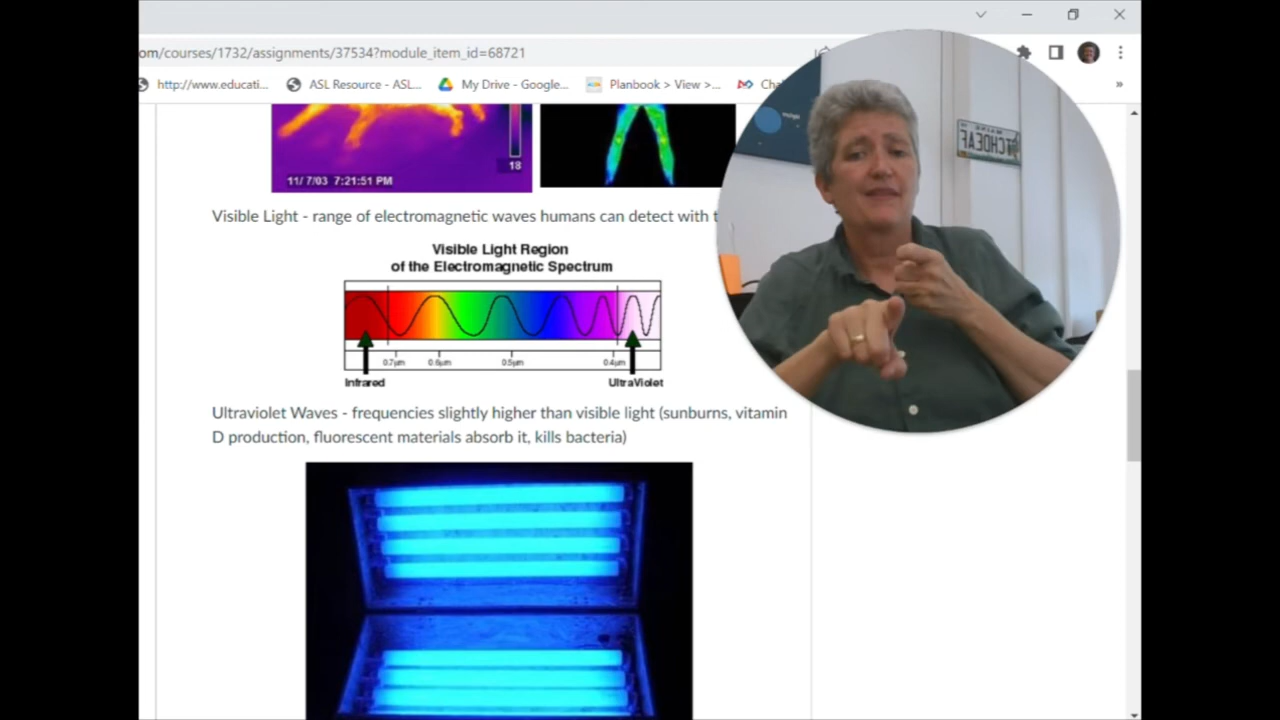 om/courses/1732/assignments/37534?module_item_id=68721
http://www.educati...
ASL Resource - ASL...
My Drive - Google...
Planbook > View >...
Cha
»
18
11/ 7/03 7:21:51 PM
Visible Light - range of electromagnetic waves humans can detect with t
Visible Light Region
of the Electromagnetic Spectrum
0.7μm 0.6μm 0.5μm 0.4μm
Infrared UltraViolet
Ultraviolet Waves - frequencies slightly higher than visible light (sunburns, vitamin
D production, fluorescent materials absorb it, kills bacteria)
MAINE
TCHDEAF